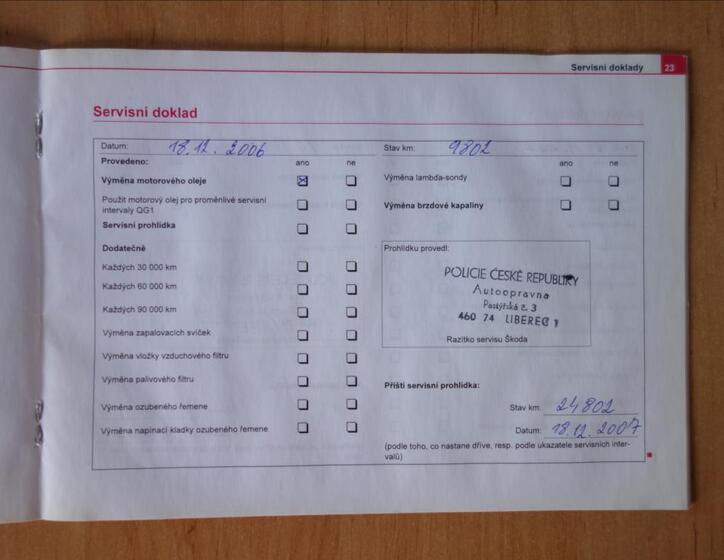 Servisní doklady 23
Servisní doklad
Datum: 18.12. 2006
Stav km: 9802
Provedeno: ano ne
ano ne
Výměna motorového oleje
Výměna lambda-sondy
Použit motorový olej pro proměnlivé servisní
intervaly QG1
Výměna brzdové kapaliny
Servisní prohlídka
Dodatečně
Každých 30 000 km
Každých 60 000 km
Každých 90 000 km
Výměna zapalovacích svíček
Výměna vložky vzduchového filtru
Výměna palivového filtru
Výměna ozubeného řemene
Výměna napínací kladky ozubeného řemene
Prohlídku provedl:
POLICIE ČESKÉ REPUBLIKY
Autoopravna
Pastýřská č. 3
460 74 LIBEREC 1
Razítko servisu Škoda
Příští servisní prohlídka:
Stav km: 24802
Datum: 18.12. 2007
(podle toho, co nastane dříve, resp. podle ukazatele servisních inter-
valů)